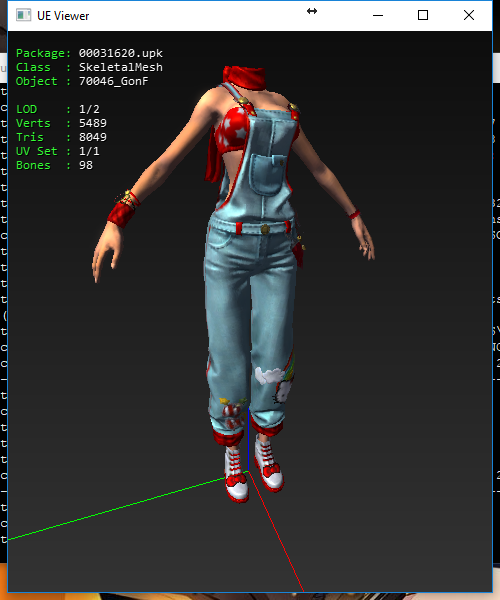 UE Viewer
Package: 00031620.upk
Class : SkeletalMesh
Object : 70046_GonF
LOD : 1/2
Verts : 5489
Tris : 8049
UV Set : 1/1
Bones : 98